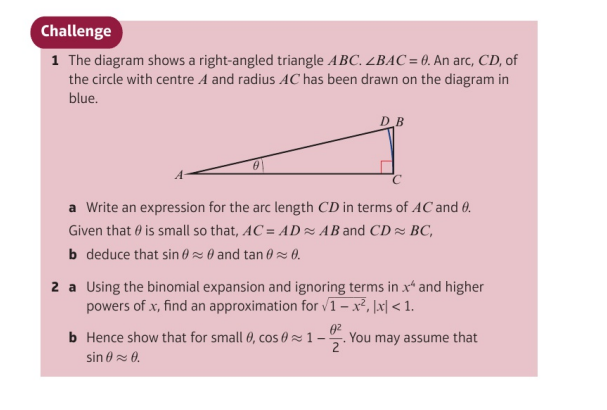 Challenge
1 The diagram shows a right-angled triangle ABC. ∠BAC = θ. An arc, CD, of
the circle with centre A and radius AC has been drawn on the diagram in
blue.
D B
θ
A
C
a Write an expression for the arc length CD in terms of AC and θ.
Given that θ is small so that, AC = AD ≈ AB and CD ≈ BC,
b deduce that sin θ ≈ θ and tan θ ≈ θ.
2 a Using the binomial expansion and ignoring terms in x⁴ and higher
powers of x, find an approximation for √(1 − x²), |x| < 1.
b Hence show that for small θ, cos θ ≈ 1 − θ²/2. You may assume that
sin θ ≈ θ.